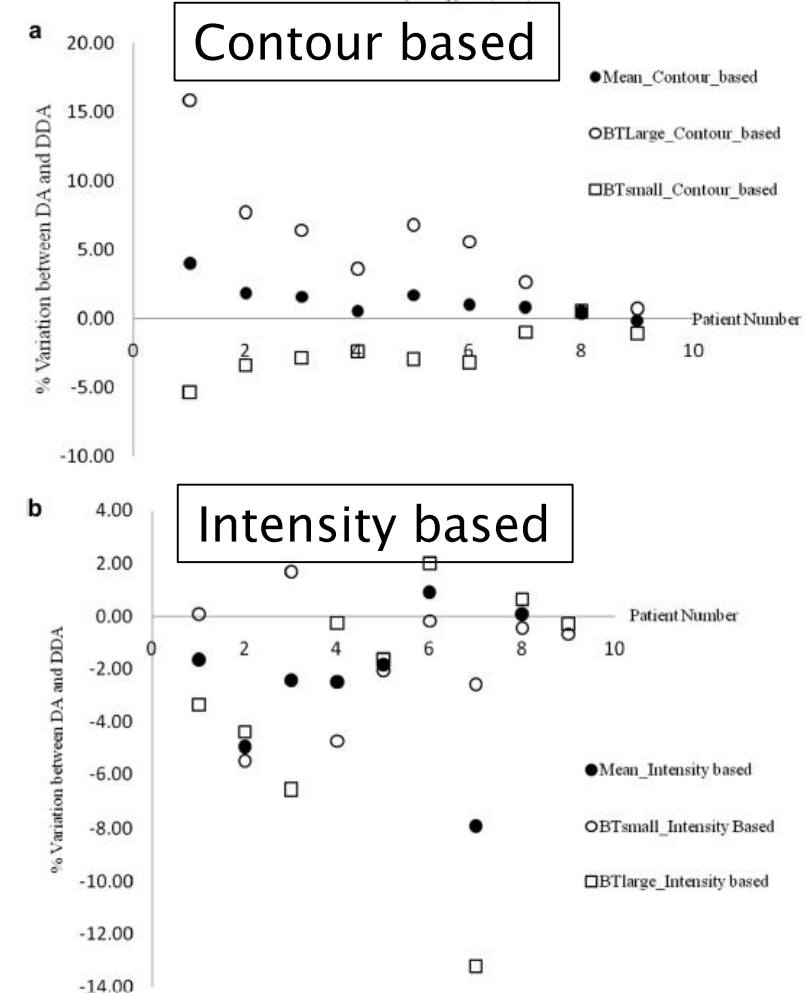 a
Contour based
20.00
15.00
10.00
5.00
0.00
-5.00
-10.00
% Variation between DA and DDA
Mean_Contour_based
BTLarge_Contour_based
BTsmall_Contour_based
Patient Number
0 2 4 6 8 10
b
Intensity based
4.00
2.00
0.00
-2.00
-4.00
-6.00
-8.00
-10.00
-12.00
-14.00
% Variation between DA and DDA
Patient Number
0 2 4 6 8 10
Mean_Intensity based
BTsmall_Intensity Based
BTlarge_Intensity based